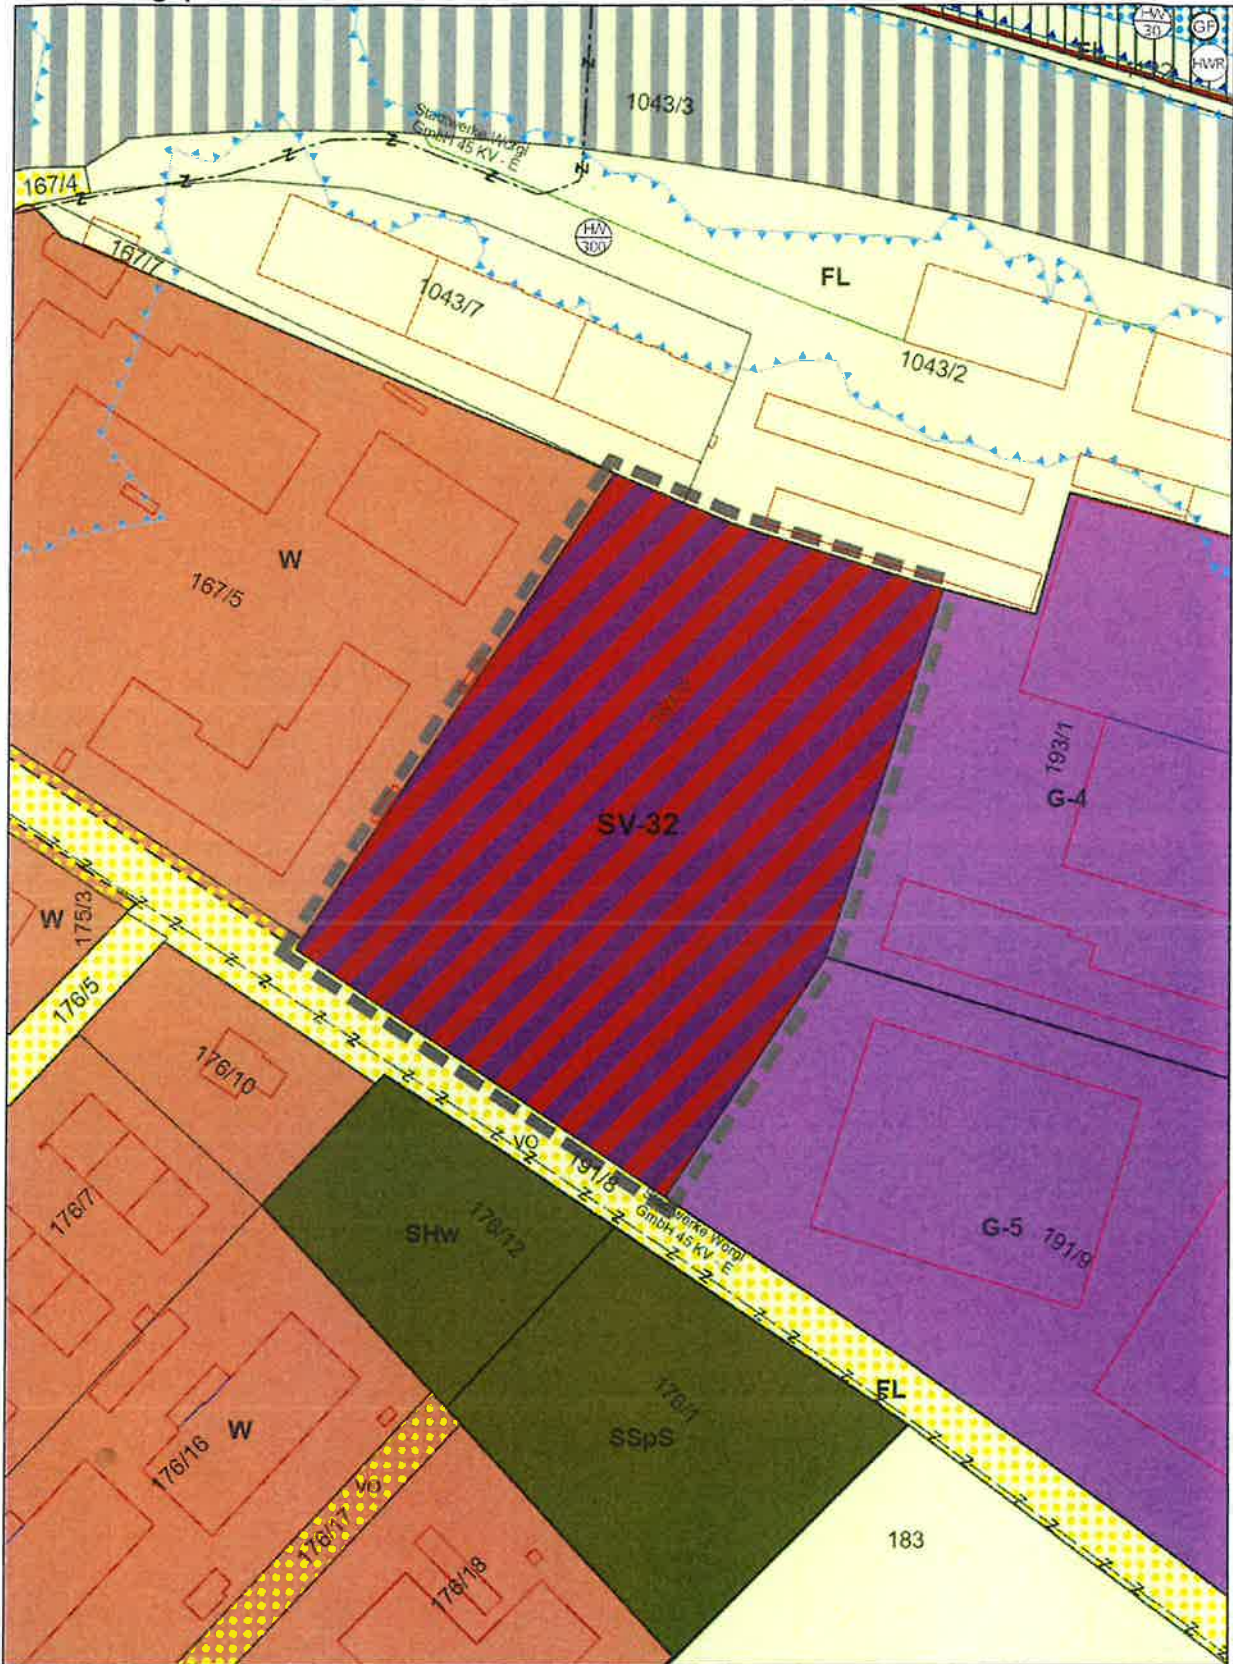 HW
30
GF
HWR
FL
1043/3
Stadtwerke Wörgl
GmbH 45 KV - E
167/4
HW
300
167/7
FL
1043/7
1043/2
W
167/5
193/1
G-4
SV-32
W
175/3
176/5
176/10
VO
191/8
176/7
SHw
176/12
werke Wörgl
GmbH 45 KV - E
G-5
191/9
176/1
FL
W
SSpS
176/16
VO
176/17
183
176/18